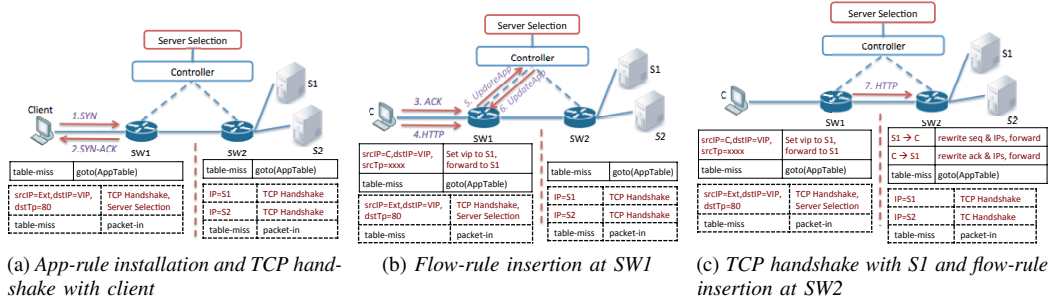 Server Selection
Controller
S1
Client
1.SYN
2.SYN-ACK
SW1
SW2
S2
table-miss goto(AppTable)
srcIP=Ext,dstIP=VIP, dstTp=80 TCP Handshake, Server Selection
table-miss packet-in
table-miss goto(AppTable)
IP=S1 TCP Handshake
IP=S2 TCP Handshake
table-miss packet-in
(a) App-rule installation and TCP hand-
shake with client
Server Selection
Controller
S1
C
3. ACK
4.HTTP
5. UpdateApp
6. UpdateApp
SW1
SW2
S2
srcIP=C,dstIP=VIP, srcTp=xxxx Set vip to S1, forward to S1
table-miss goto(AppTable)
srcIP=Ext,dstIP=VIP, dstTp=80 TCP Handshake, Server Selection
table-miss packet-in
table-miss goto(AppTable)
IP=S1 TCP Handshake
IP=S2 TCP Handshake
table-miss packet-in
(b) Flow-rule insertion at SW1
Server Selection
Controller
S1
C
7. HTTP
SW1
SW2
S2
srcIP=C,dstIP=VIP, srcTp=xxxx Set vip to S1, forward to S1
table-miss goto(AppTable)
srcIP=Ext,dstIP=VIP, dstTp=80 TCP Handshake, Server Selection
table-miss packet-in
S1 → C rewrite seq & IPs, forward
C → S1 rewrite ack & IPs, forward
table-miss goto(AppTable)
IP=S1 TCP Handshake
IP=S2 TC Handshake
table-miss packet-in
(c) TCP handshake with S1 and flow-rule
insertion at SW2